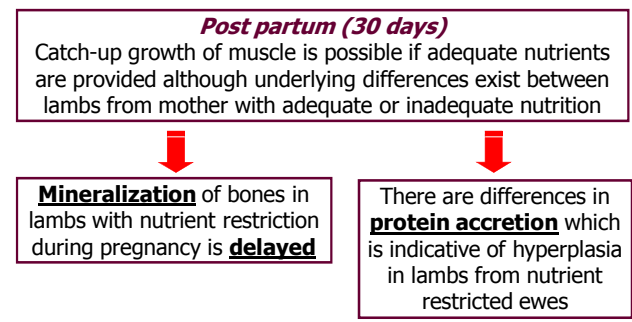 Post partum (30 days)
Catch-up growth of muscle is possible if adequate nutrients
are provided although underlying differences exist between
lambs from mother with adequate or inadequate nutrition
Mineralization of bones in
lambs with nutrient restriction
during pregnancy is delayed
There are differences in
protein accretion which
is indicative of hyperplasia
in lambs from nutrient
restricted ewes